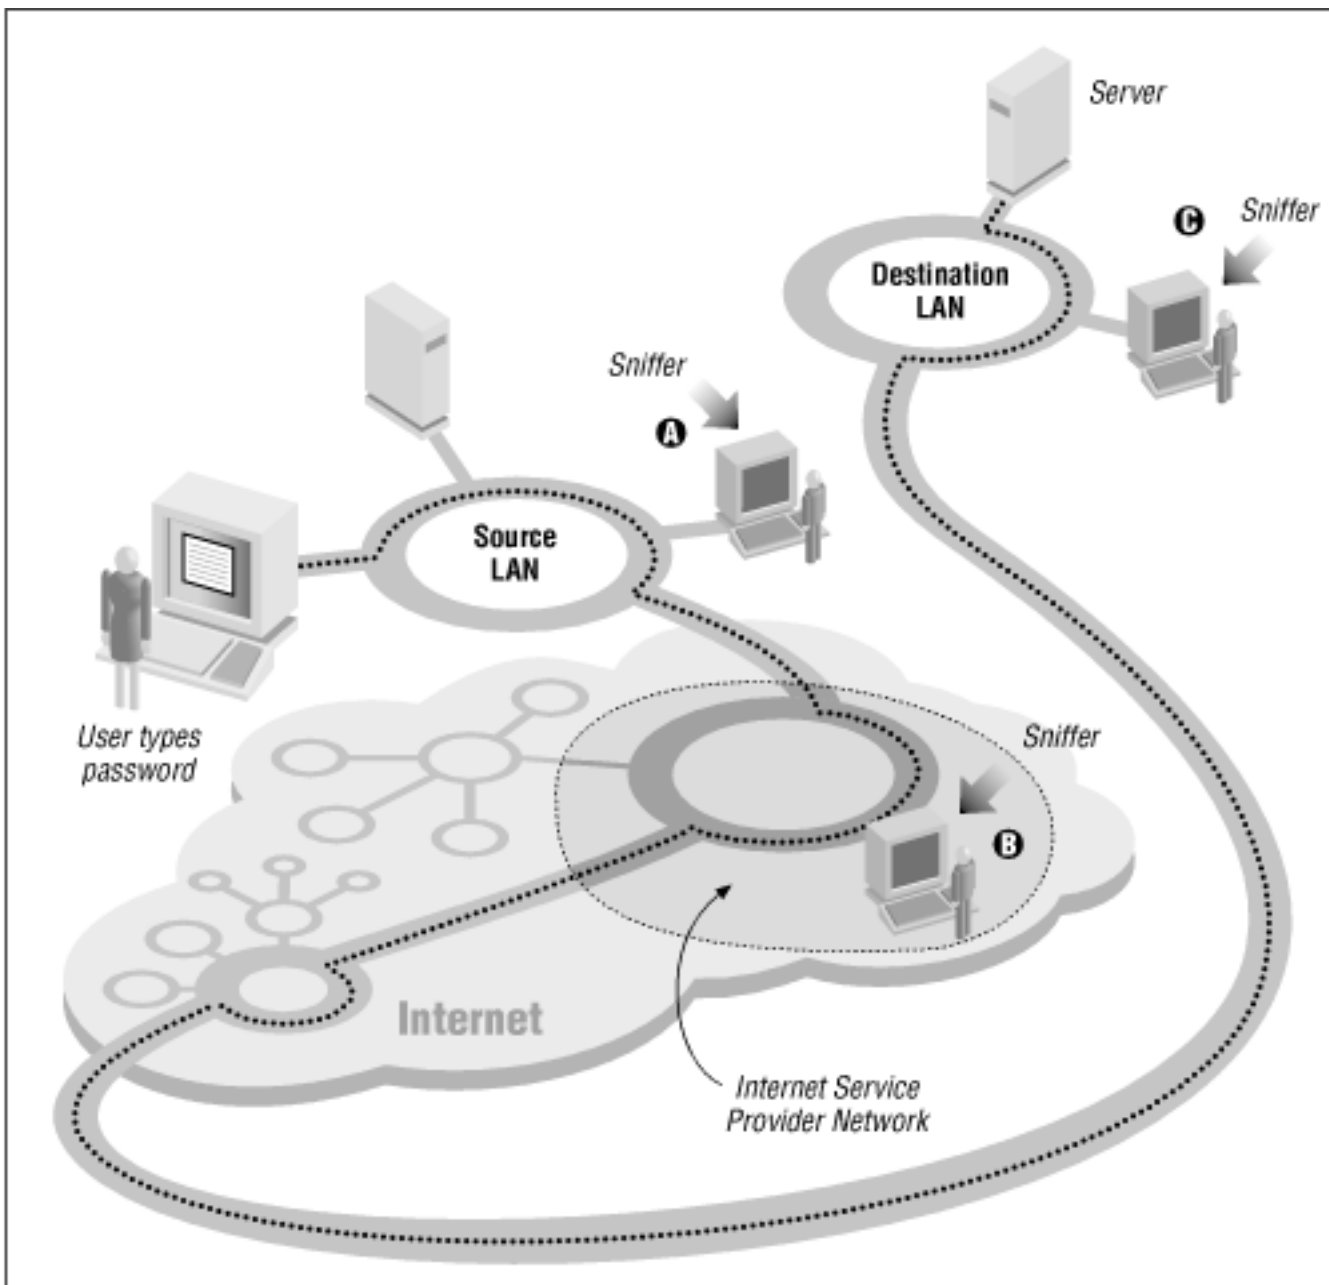 Server
C
Sniffer
Destination
LAN
Sniffer
A
Source
LAN
User types
password
Sniffer
B
Internet
Internet Service
Provider Network